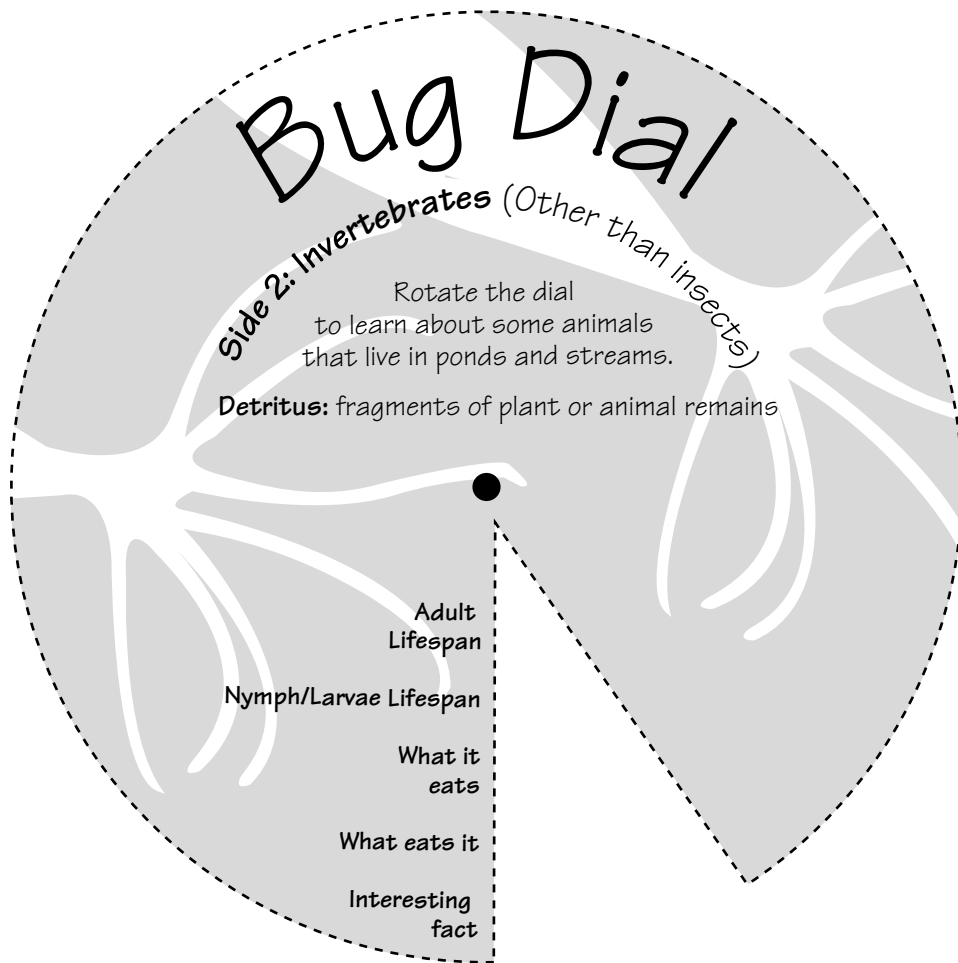 Bug Dial
Side 2: Invertebrates (Other than insects)
Rotate the dial
to learn about some animals
that live in ponds and streams.
Detritus: fragments of plant or animal remains
Adult
Lifespan
Nymph/Larvae Lifespan
What it
eats
What eats it
Interesting
fact